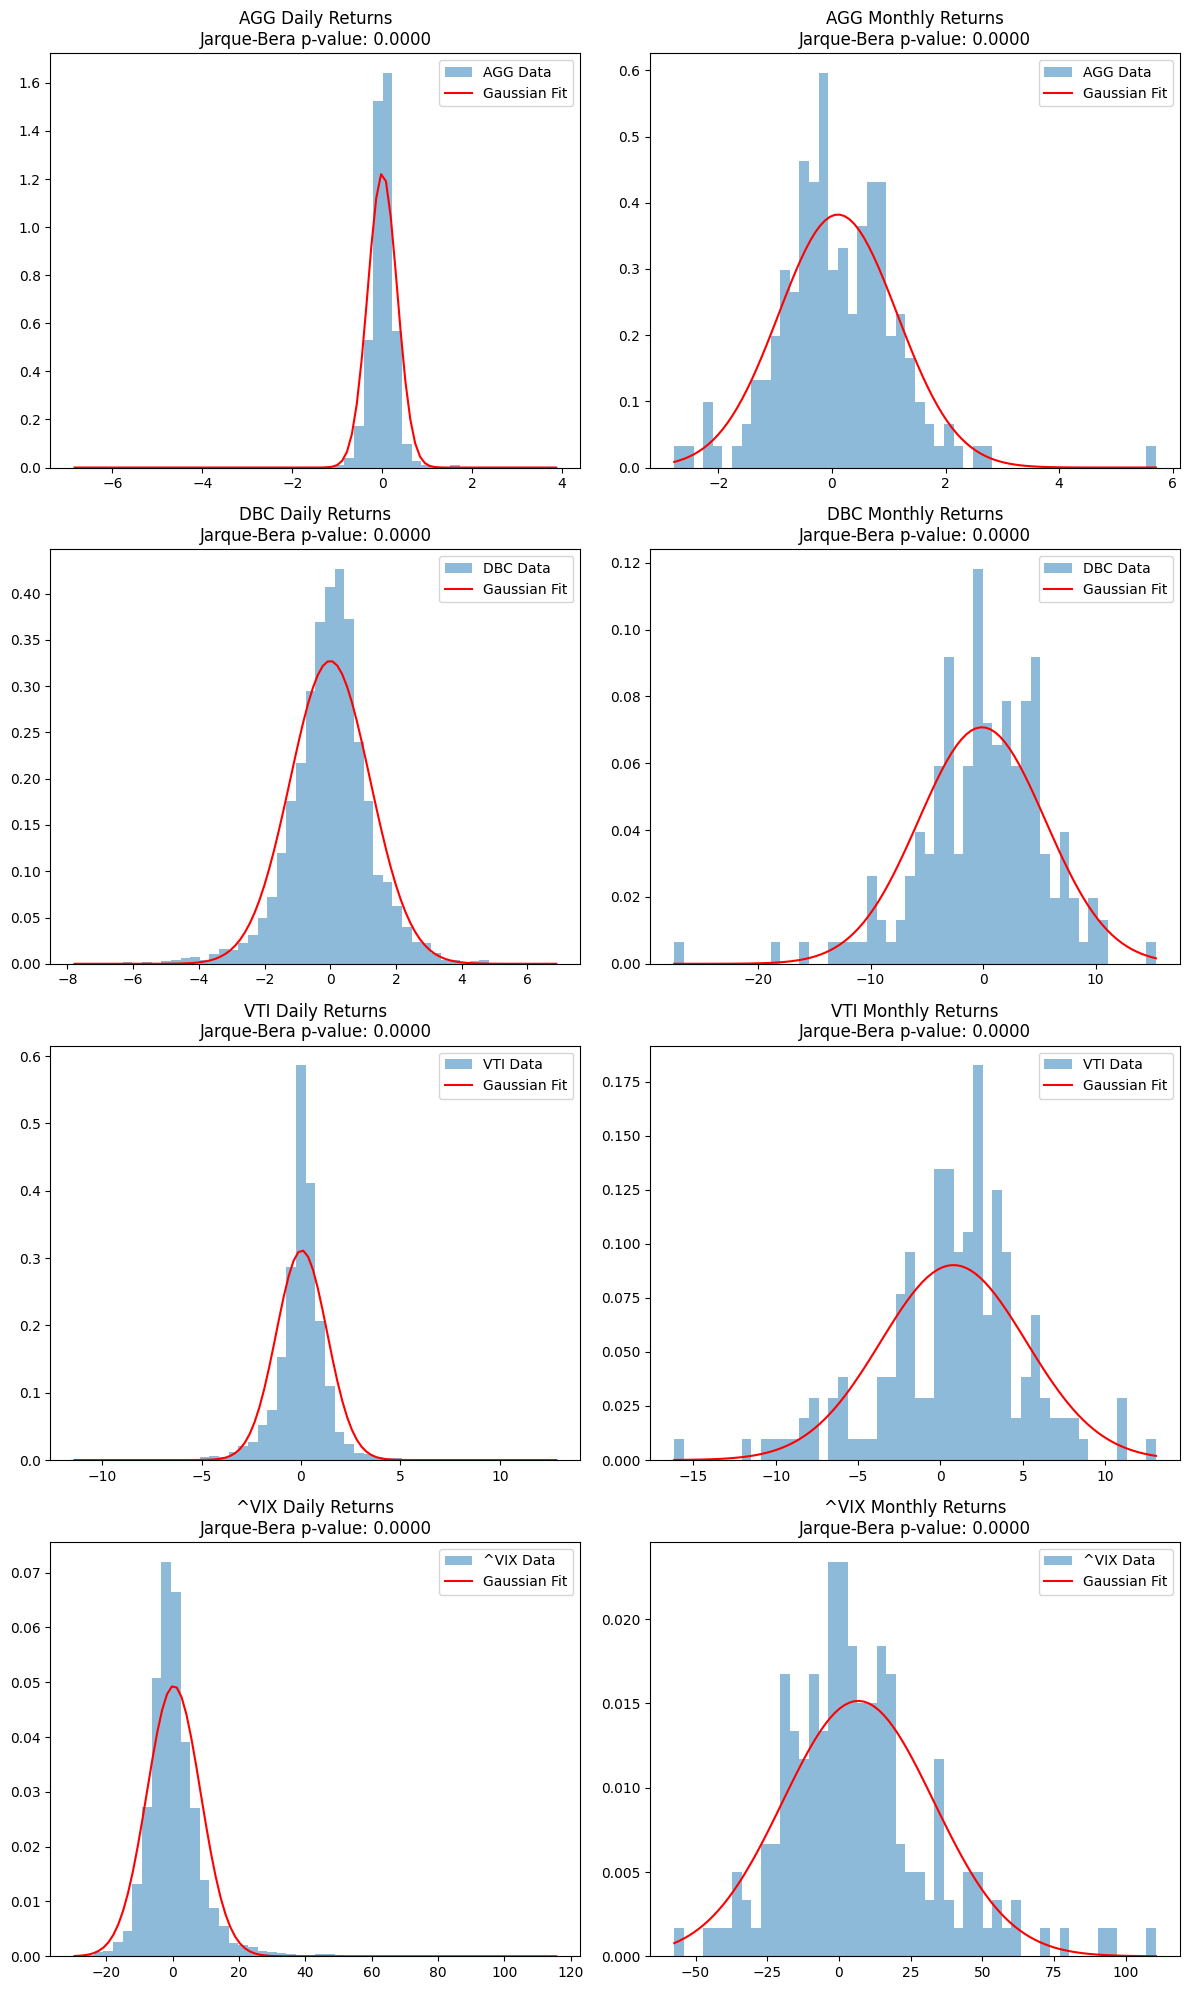 AGG Daily Returns
Jarque-Bera p-value: 0.0000
AGG Data
Gaussian Fit
1.6
1.4
1.2
1.0
0.8
0.6
0.4
0.2
0.0
−6 −4 −2 0 2 4
AGG Monthly Returns
Jarque-Bera p-value: 0.0000
AGG Data
Gaussian Fit
0.6
0.5
0.4
0.3
0.2
0.1
0.0
−2 0 2 4 6
DBC Daily Returns
Jarque-Bera p-value: 0.0000
DBC Data
Gaussian Fit
0.40
0.35
0.30
0.25
0.20
0.15
0.10
0.05
0.00
−8 −6 −4 −2 0 2 4 6
DBC Monthly Returns
Jarque-Bera p-value: 0.0000
DBC Data
Gaussian Fit
0.12
0.10
0.08
0.06
0.04
0.02
0.00
−20 −10 0 10
VTI Daily Returns
Jarque-Bera p-value: 0.0000
VTI Data
Gaussian Fit
0.6
0.5
0.4
0.3
0.2
0.1
0.0
−10 −5 0 5 10
VTI Monthly Returns
Jarque-Bera p-value: 0.0000
VTI Data
Gaussian Fit
0.175
0.150
0.125
0.100
0.075
0.050
0.025
0.000
−15 −10 −5 0 5 10
^VIX Daily Returns
Jarque-Bera p-value: 0.0000
^VIX Data
Gaussian Fit
0.07
0.06
0.05
0.04
0.03
0.02
0.01
0.00
−20 0 20 40 60 80 100 120
^VIX Monthly Returns
Jarque-Bera p-value: 0.0000
^VIX Data
Gaussian Fit
0.020
0.015
0.010
0.005
0.000
−50 −25 0 25 50 75 100